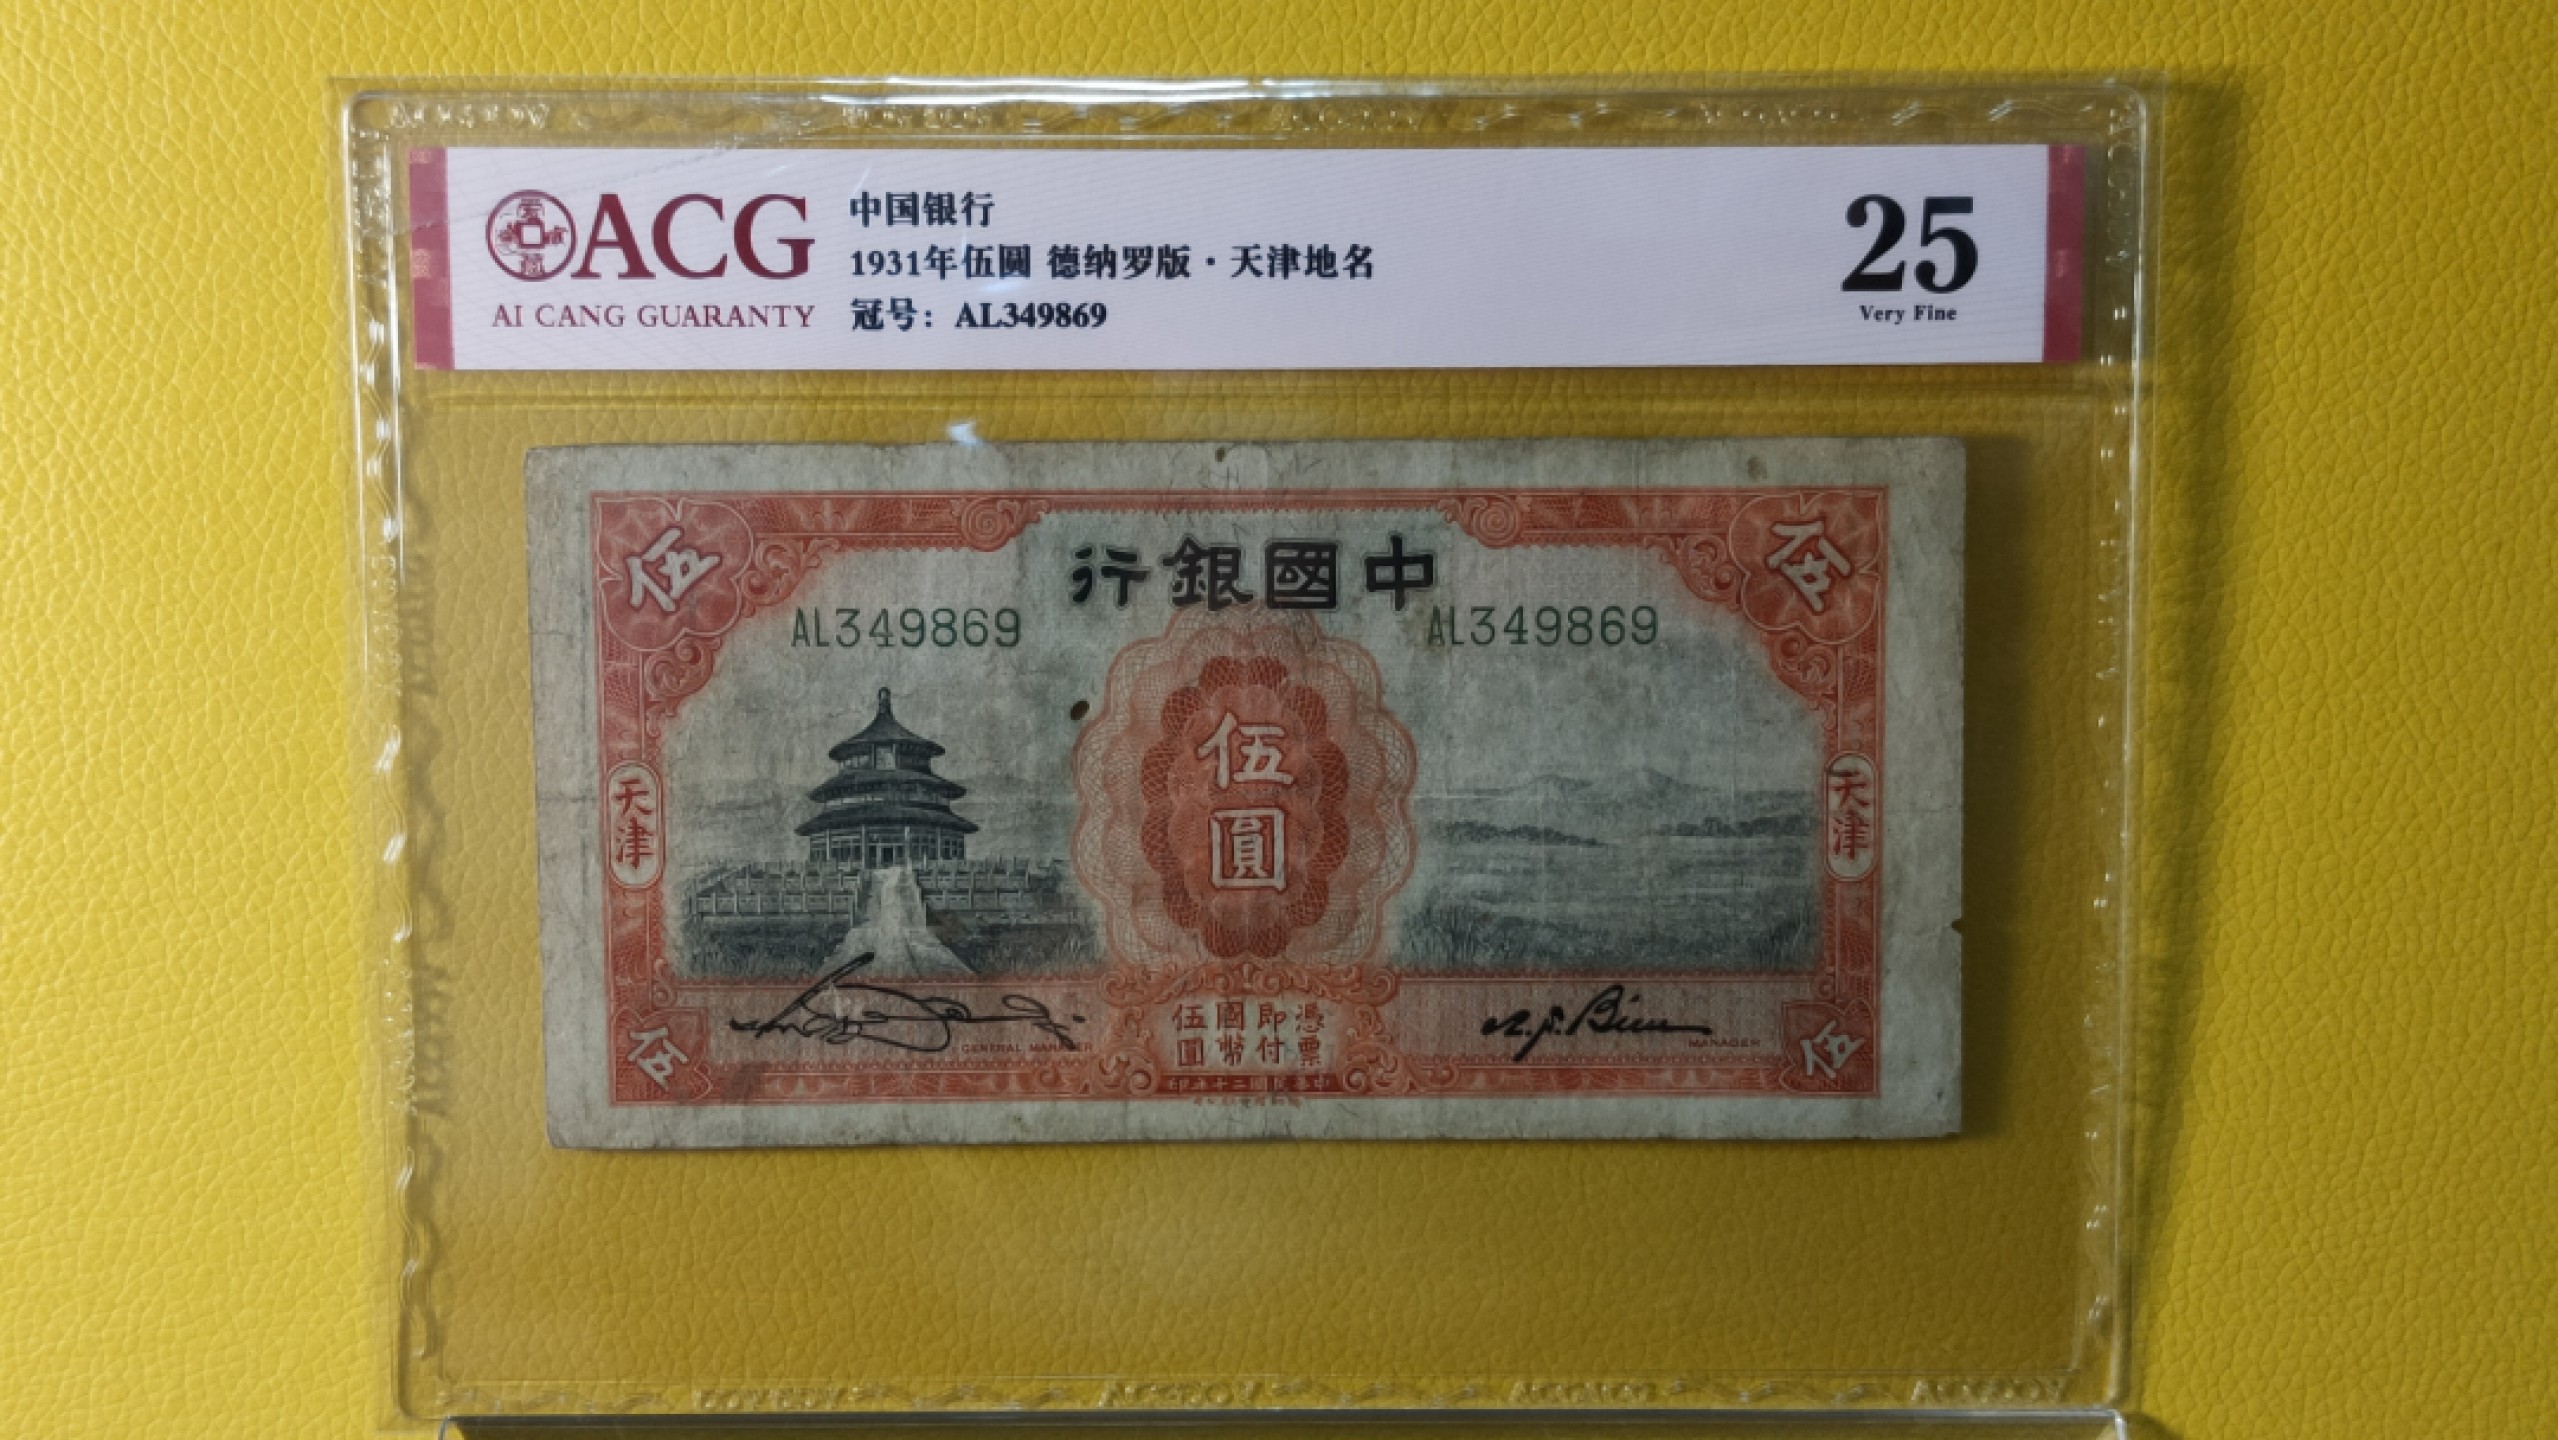 ACG
AI CANG GUARANTY
中国银行
1931年伍圆 德纳罗版·天津地名
冠号：AL349869
25
Very Fine
伍
伍
行銀國中
AL349869
AL349869
伍圓
天津
天津
憑票
即付
國幣
伍圓
GENERAL MANAGER
MANAGER
伍
伍